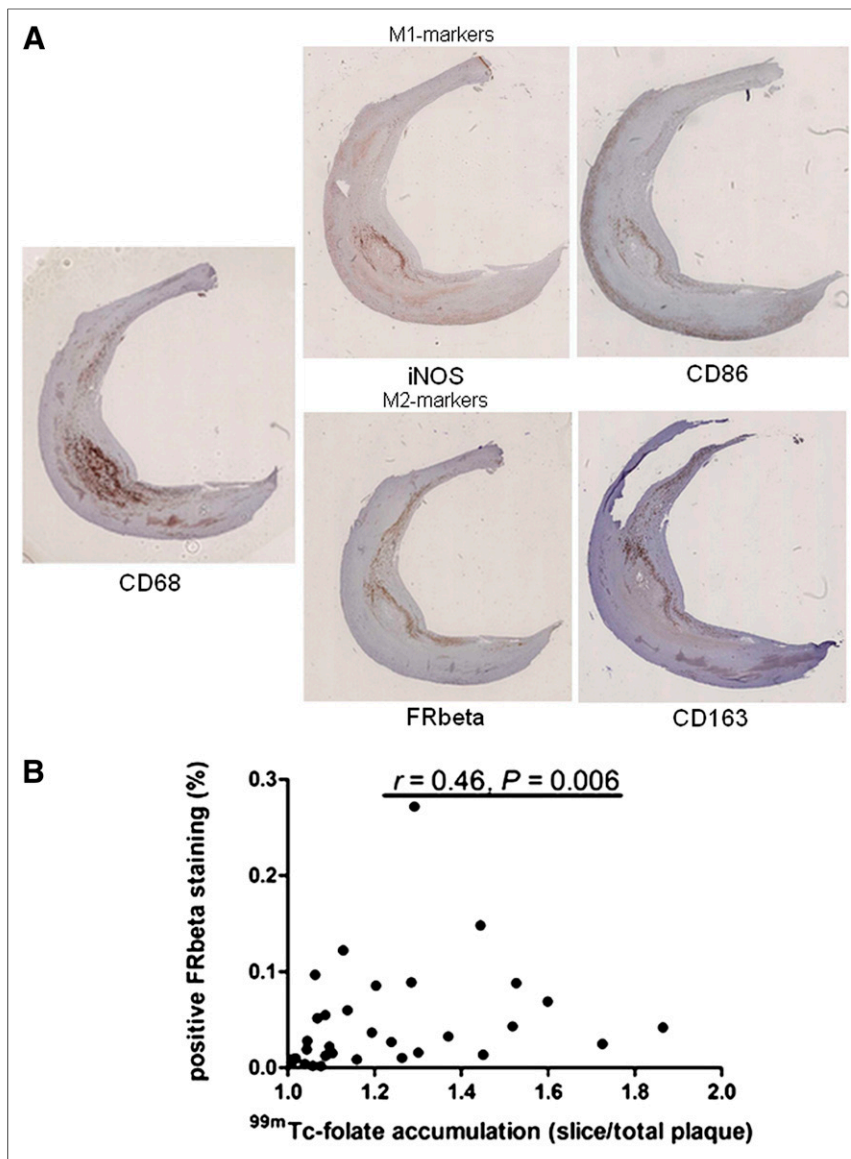 A
M1-markers
iNOS
CD86
CD68
M2-markers
FRbeta
CD163
B
r = 0.46, P = 0.006
positive FRbeta staining (%)
0.3
0.2
0.1
0.0
1.0 1.2 1.4 1.6 1.8 2.0
99mTc-folate accumulation (slice/total plaque)